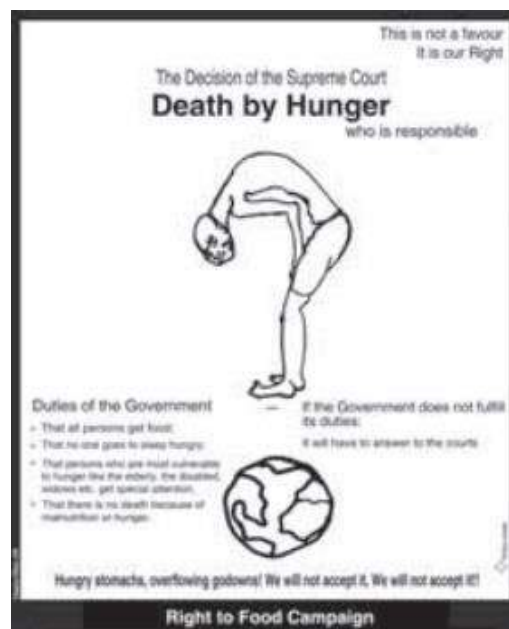 This is not a favour
It is our Right
The Decision of the Supreme Court
Death by Hunger
who is responsible
Duties of the Government
- That all persons get food;
- That no one goes to sleep hungry;
- That persons who are most vulnerable
to hunger like the elderly, the disabled,
widows etc. get special attention,
- That there is no death because of
malnutrition or hunger.
If the Government does not fulfill
its duties:
It will have to answer to the courts
Hungry stomachs, overflowing godowns! We will not accept it, We will not accept it!!
Right to Food Campaign